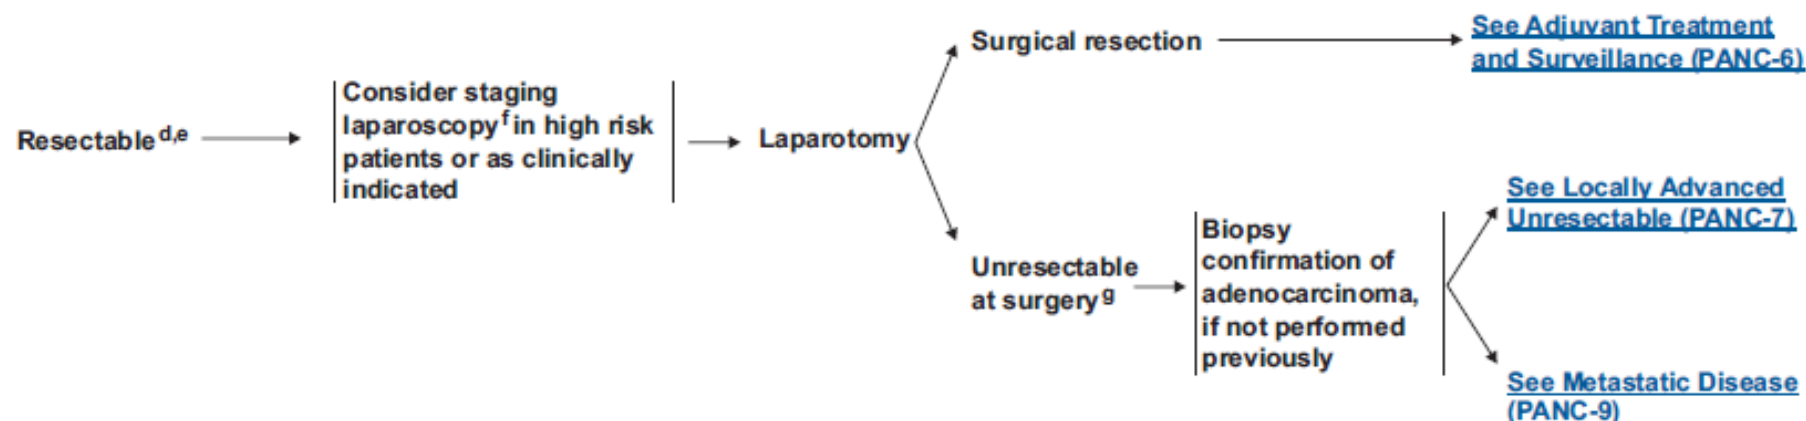 Resectable d,e
Consider staging
laparoscopy f in high risk
patients or as clinically
indicated
Laparotomy
Surgical resection
See Adjuvant Treatment
and Surveillance (PANC-6)
Unresectable
at surgery g
Biopsy
confirmation of
adenocarcinoma,
if not performed
previously
See Locally Advanced
Unresectable (PANC-7)
See Metastatic Disease
(PANC-9)